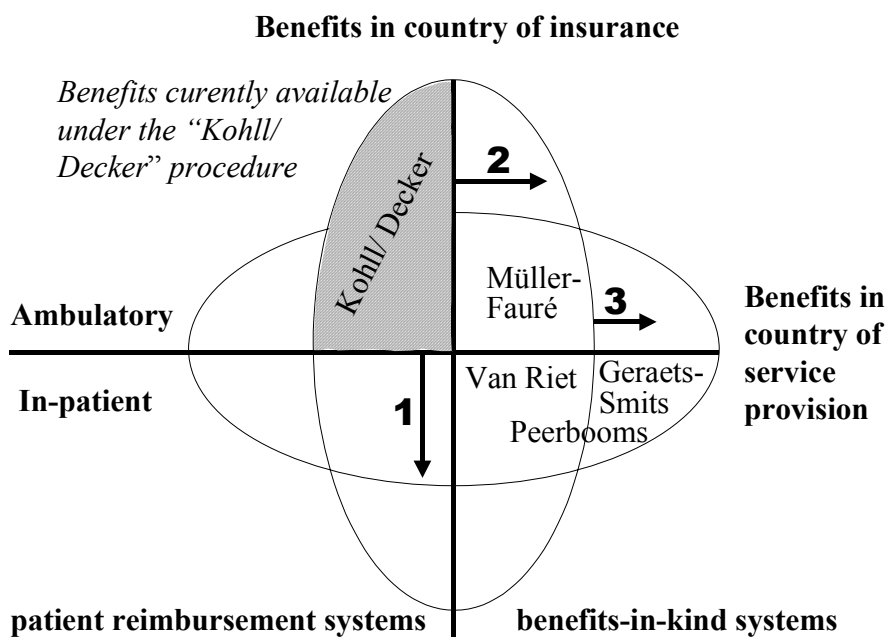 Benefits in country of insurance
Benefits curently available
under the “Kohll/
Decker” procedure
Kohll/ Decker
2
Müller-
Fauré
3
Benefits in
country of
service
provision
Ambulatory
In-patient
1
Van Riet
Geraets-
Smits
Peerbooms
patient reimbursement systems
benefits-in-kind systems